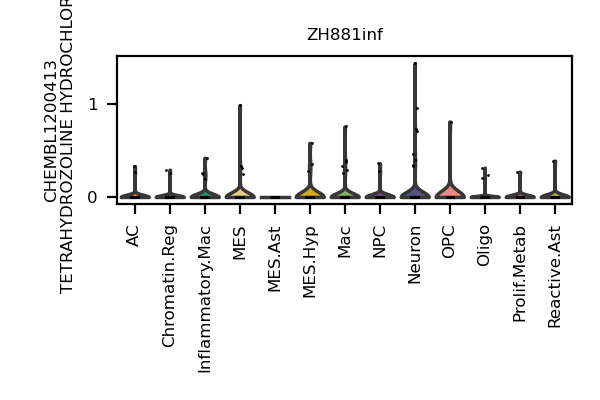 ZH881inf
CHEMBL1200413
TETRAHYDROZOLINE
1
0
AC
Chromatin.Reg
Inflammatory.Mac
MES
MES.Ast
MES.Hyp
Mac
NPC
Neuron
OPC
Oligo
Prolif.Metab
Reactive.Ast